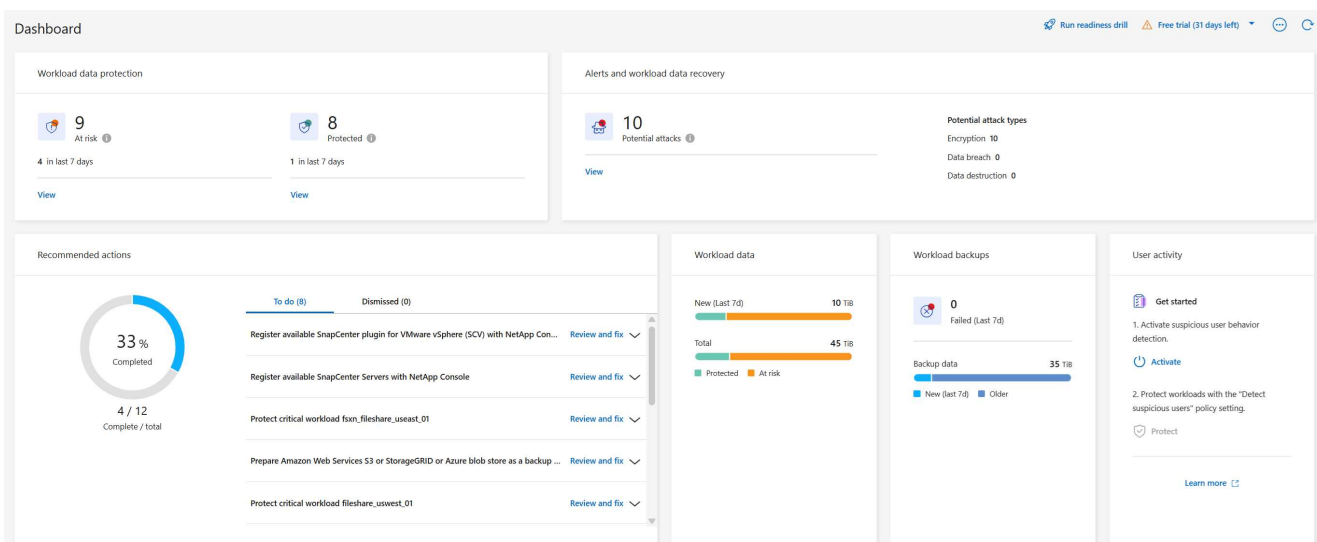 Dashboard
Run readiness drill
Free trial (31 days left)
Workload data protection
9
At risk
4 in last 7 days
View
8
Protected
1 in last 7 days
View
Alerts and workload data recovery
10
Potential attacks
View
Potential attack types
Encryption 10
Data breach 0
Data destruction 0
Recommended actions
33 %
Completed
4 / 12
Complete / total
To do (8)
Dismissed (0)
Register available SnapCenter plugin for VMware vSphere (SCV) with NetApp Con... Review and fix
Register available SnapCenter Servers with NetApp Console Review and fix
Protect critical workload fsxn_fileshare_useast_01 Review and fix
Prepare Amazon Web Services S3 or StorageGRID or Azure blob store as a backup ... Review and fix
Protect critical workload fileshare_uswest_01 Review and fix
Workload data
New (Last 7d) 10 TiB
Total 45 TiB
Protected At risk
Workload backups
0
Failed (Last 7d)
Backup data 35 TiB
New (last 7d) Older
User activity
Get started
1. Activate suspicious user behavior
detection.
Activate
2. Protect workloads with the "Detect
suspicious users" policy setting.
Protect
Learn more